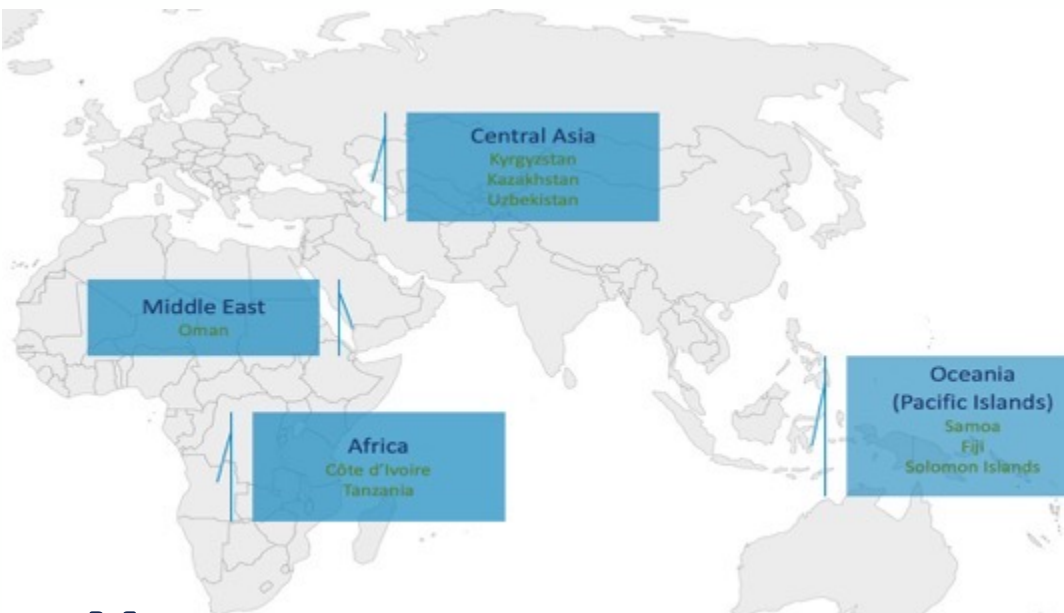 Central Asia
Kyrgyzstan
Kazakhstan
Uzbekistan
Middle East
Oman
Africa
Côte d'Ivoire
Tanzania
Oceania
(Pacific Islands)
Samoa
Fiji
Solomon Islands